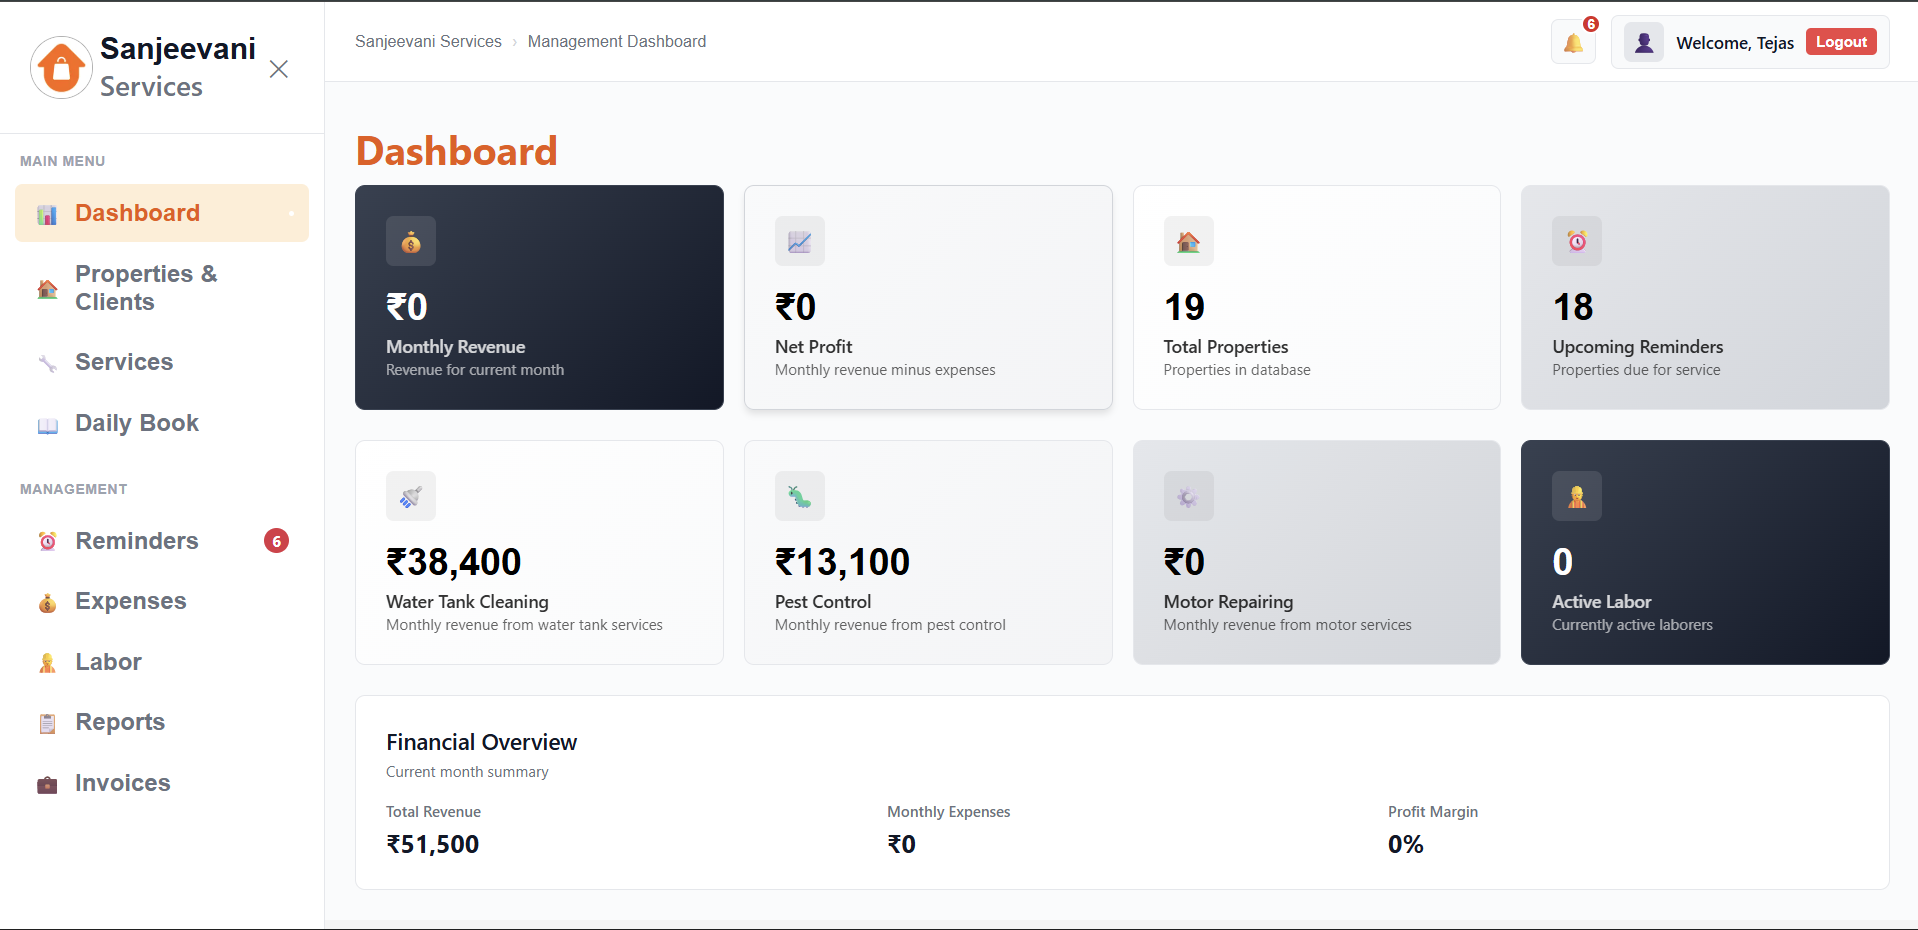 Sanjeevani
Services
MAIN MENU
Dashboard
Properties &
Clients
Services
Daily Book
MANAGEMENT
Reminders
6
Expenses
Labor
Reports
Invoices
Sanjeevani Services › Management Dashboard
6
Welcome, Tejas
Logout
Dashboard
₹0
Monthly Revenue
Revenue for current month
₹0
Net Profit
Monthly revenue minus expenses
19
Total Properties
Properties in database
18
Upcoming Reminders
Properties due for service
₹38,400
Water Tank Cleaning
Monthly revenue from water tank services
₹13,100
Pest Control
Monthly revenue from pest control
₹0
Motor Repairing
Monthly revenue from motor services
0
Active Labor
Currently active laborers
Financial Overview
Current month summary
Total Revenue
₹51,500
Monthly Expenses
₹0
Profit Margin
0%